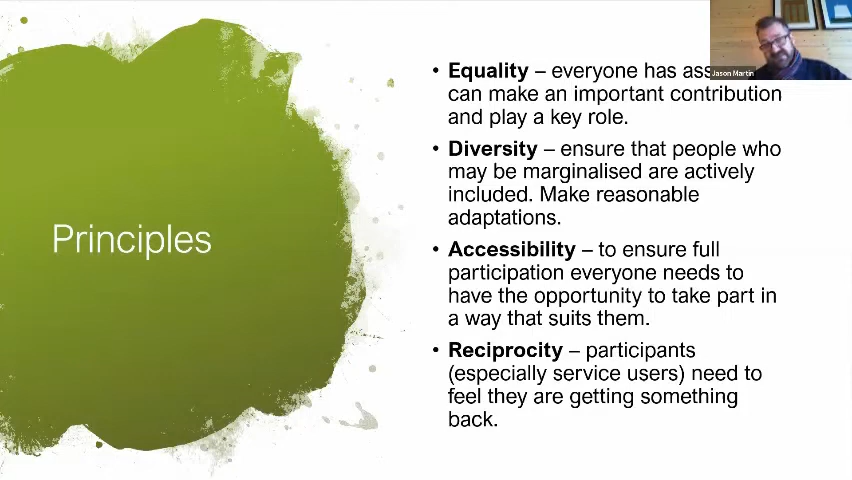 Principles
• Equality – everyone has
can make an important contribution
and play a key role.
• Diversity – ensure that people who
may be marginalised are actively
included. Make reasonable
adaptations.
• Accessibility – to ensure full
participation everyone needs to
have the opportunity to take part in
a way that suits them.
• Reciprocity – participants
(especially service users) need to
feel they are getting something
back.
Jason Martin